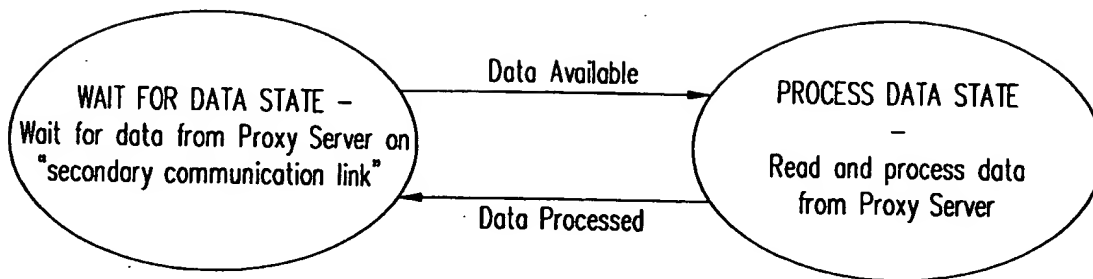 WAIT FOR DATA STATE –
Wait for data from Proxy Server on
"secondary communication link"
Data Available
Data Processed
PROCESS DATA STATE
–
Read and process data
from Proxy Server